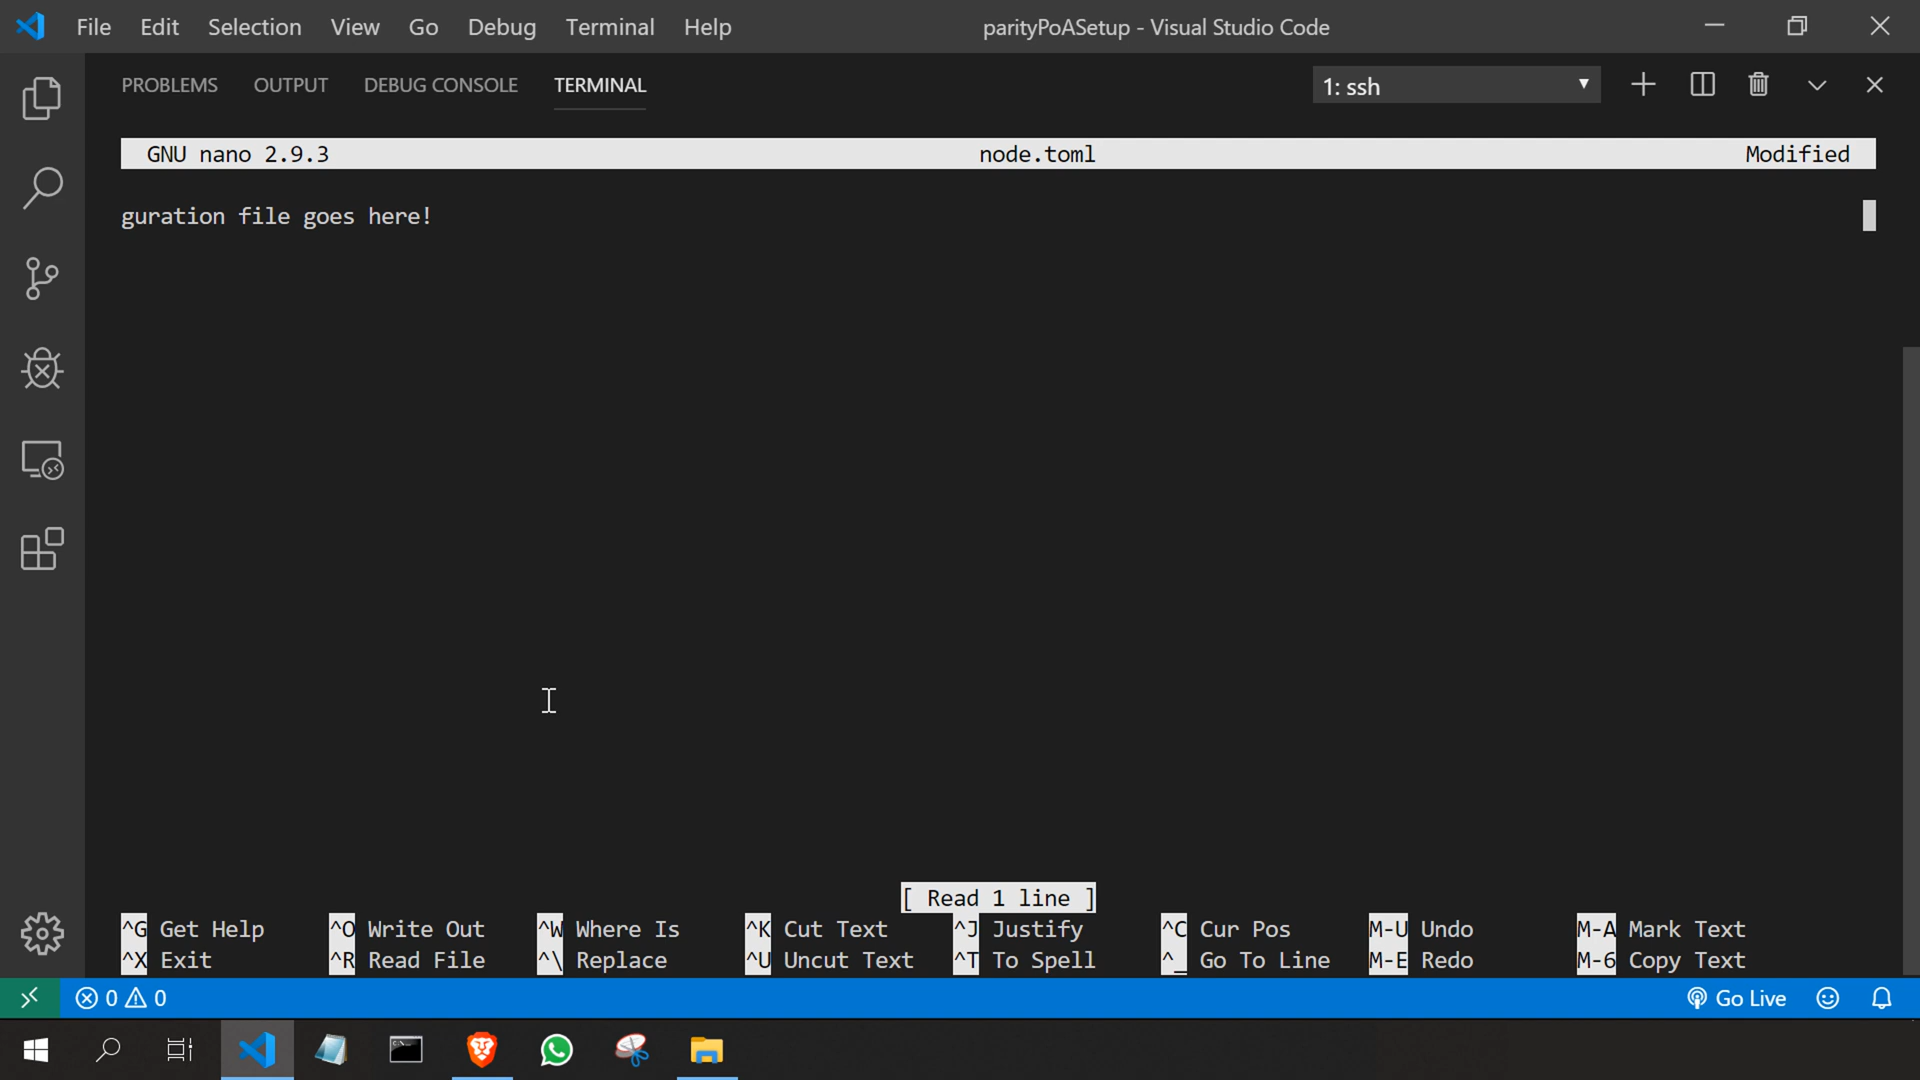 File Edit Selection View Go Debug Terminal Help parityPoASetup - Visual Studio Code
PROBLEMS OUTPUT DEBUG CONSOLE TERMINAL 1: ssh
GNU nano 2.9.3 node.toml Modified
guration file goes here!
[ Read 1 line ]
^G Get Help ^O Write Out ^W Where Is ^K Cut Text ^J Justify ^C Cur Pos M-U Undo M-A Mark Text
^X Exit ^R Read File ^\ Replace ^U Uncut Text ^T To Spell ^_ Go To Line M-E Redo M-6 Copy Text
0 0 Go Live